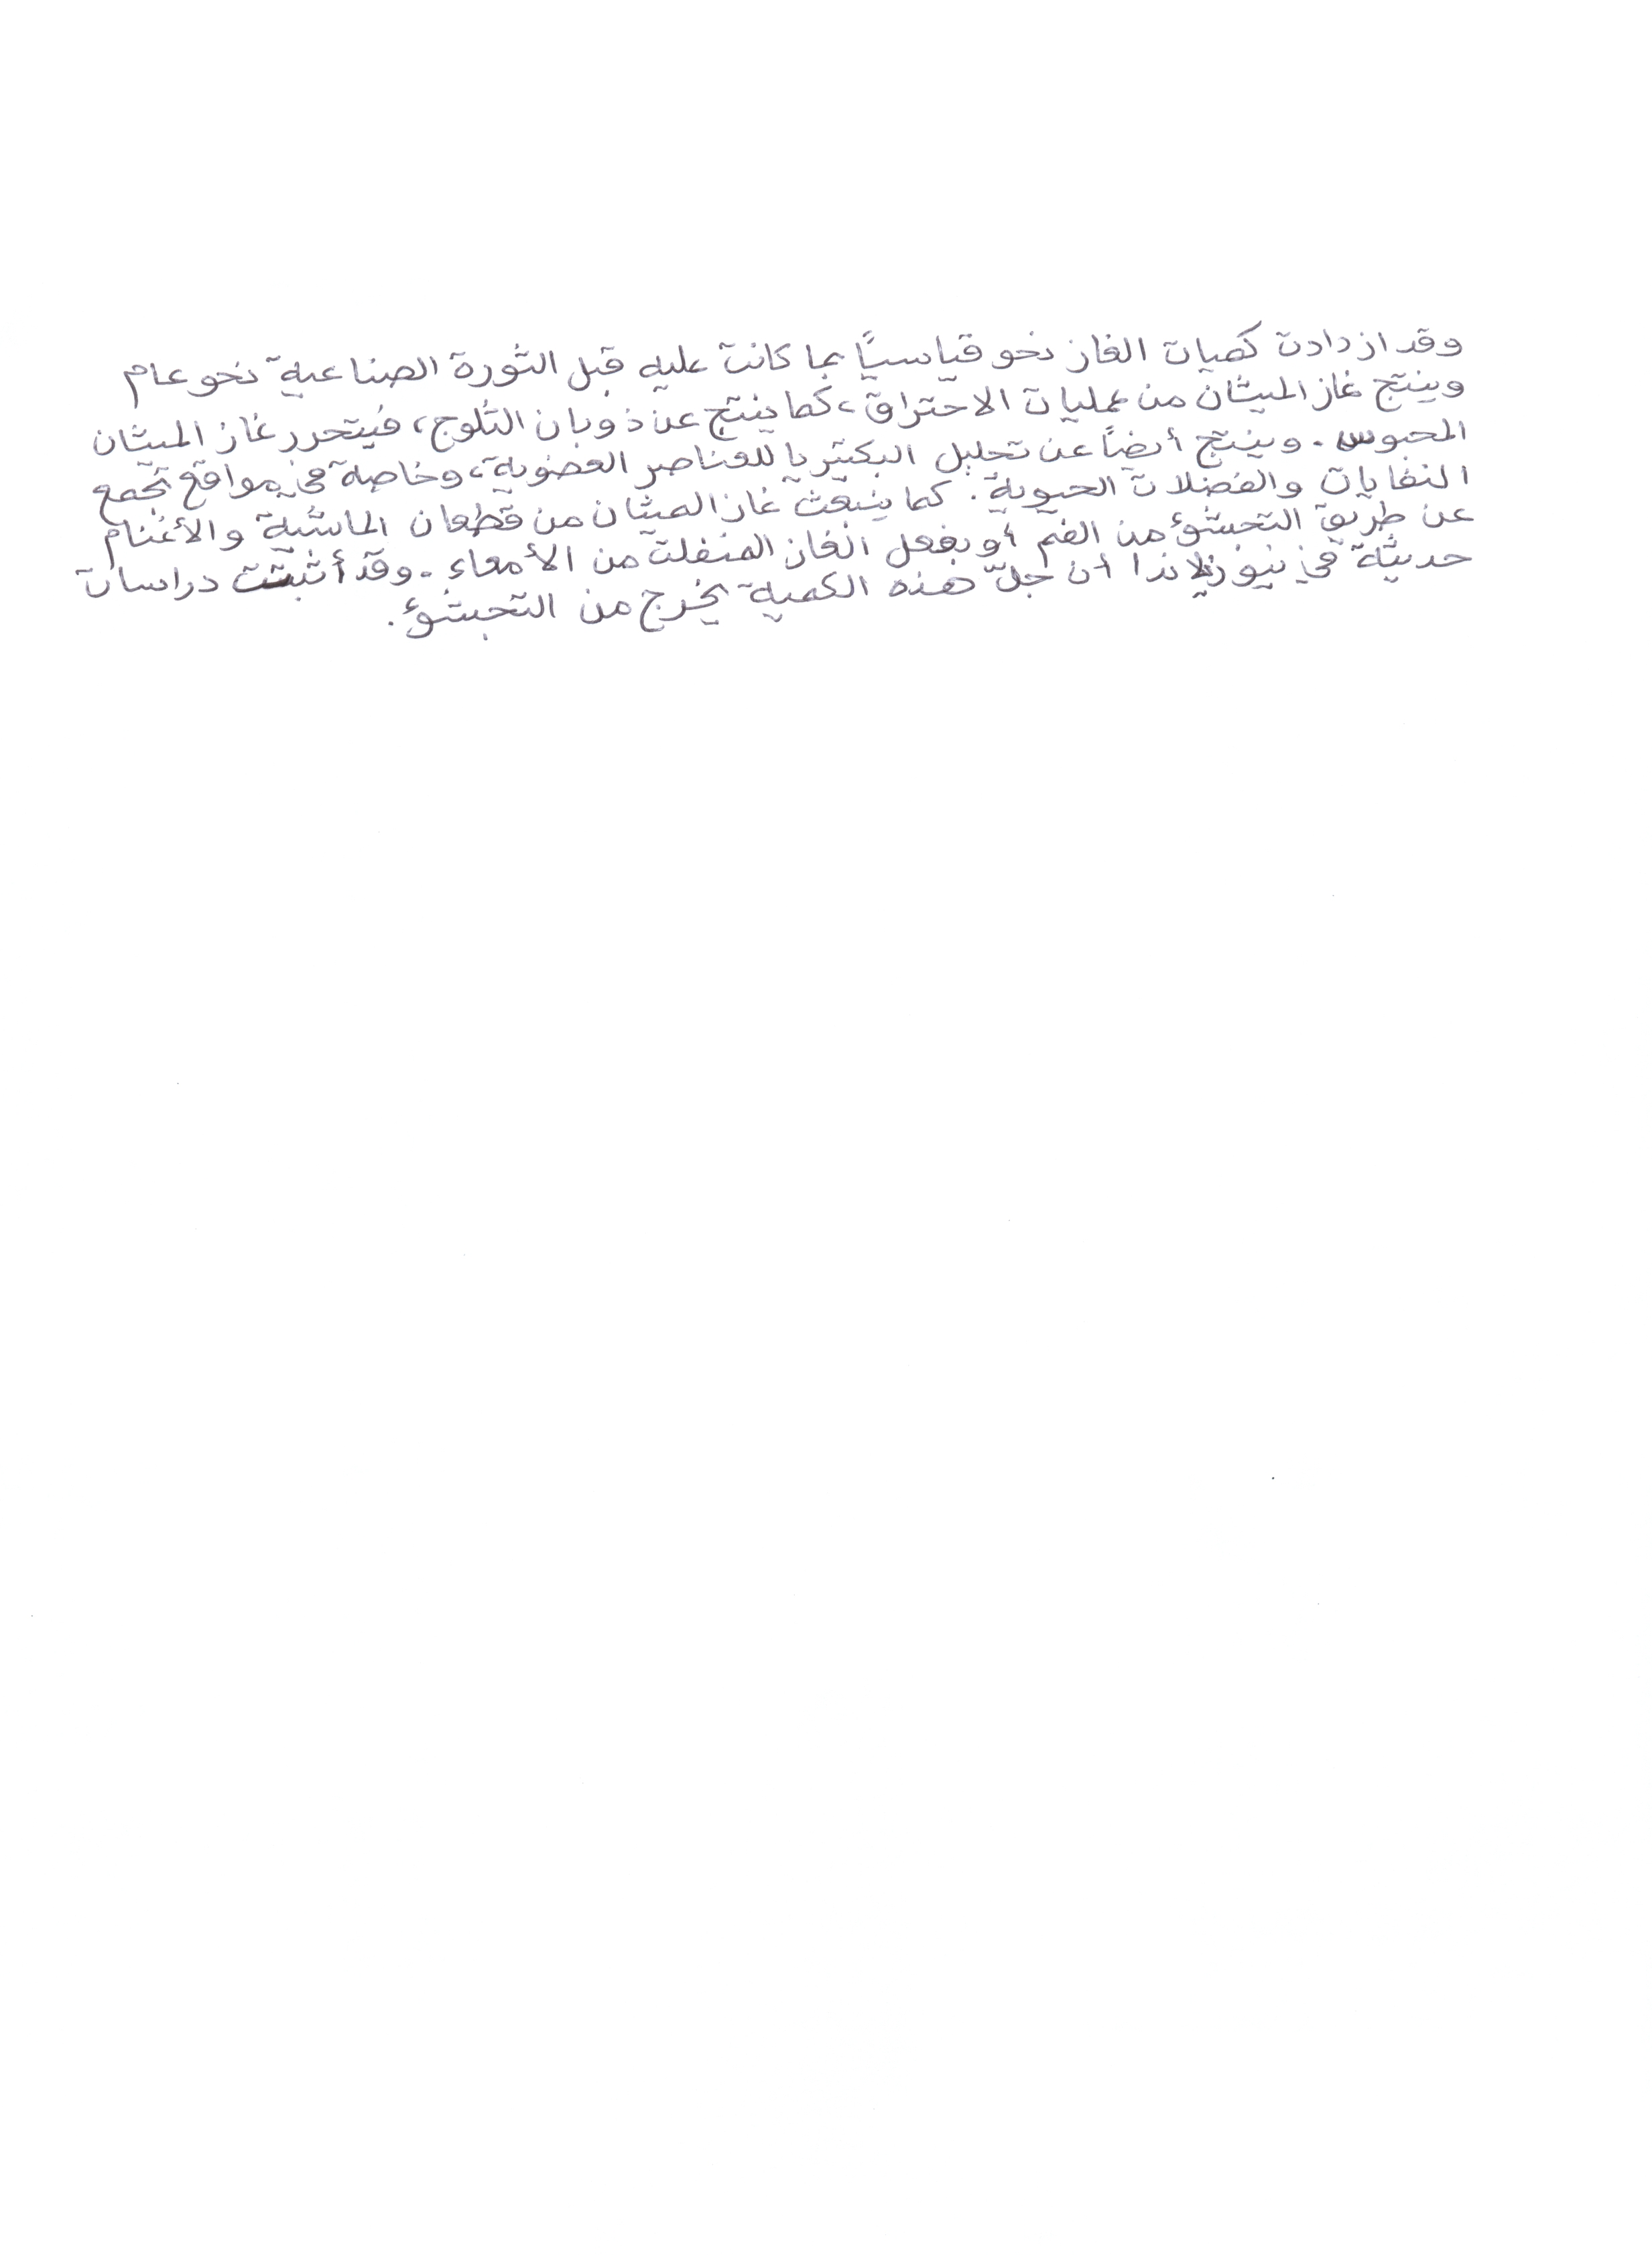 وقد ازدادت كميات الغاز نحو قياسيًا بما كانت عليه قبل الثورة الصناعية نحو عام
وينتج غاز الميثان من عمليات الاحتراق، كما ينتج عن ذوبان الثلوج، فيتحرر غاز الميثان
المحبوس. وينتج أيضاً عن تحليل البكتيريا للعناصر العضوية، وخاصة في مواقع تجمع
النفايات والفضلات الحيوية. كما ينبعث غاز الميثان من قطعان الماشية والأغنام
عن طريق التجشؤ من الفم أو بفعل الغاز المنفلت من الأمعاء. وقد أثبتت دراسات
حديثة في نيوزيلاندا أن جلّ هذه الكمية يخرج من التجشؤ.